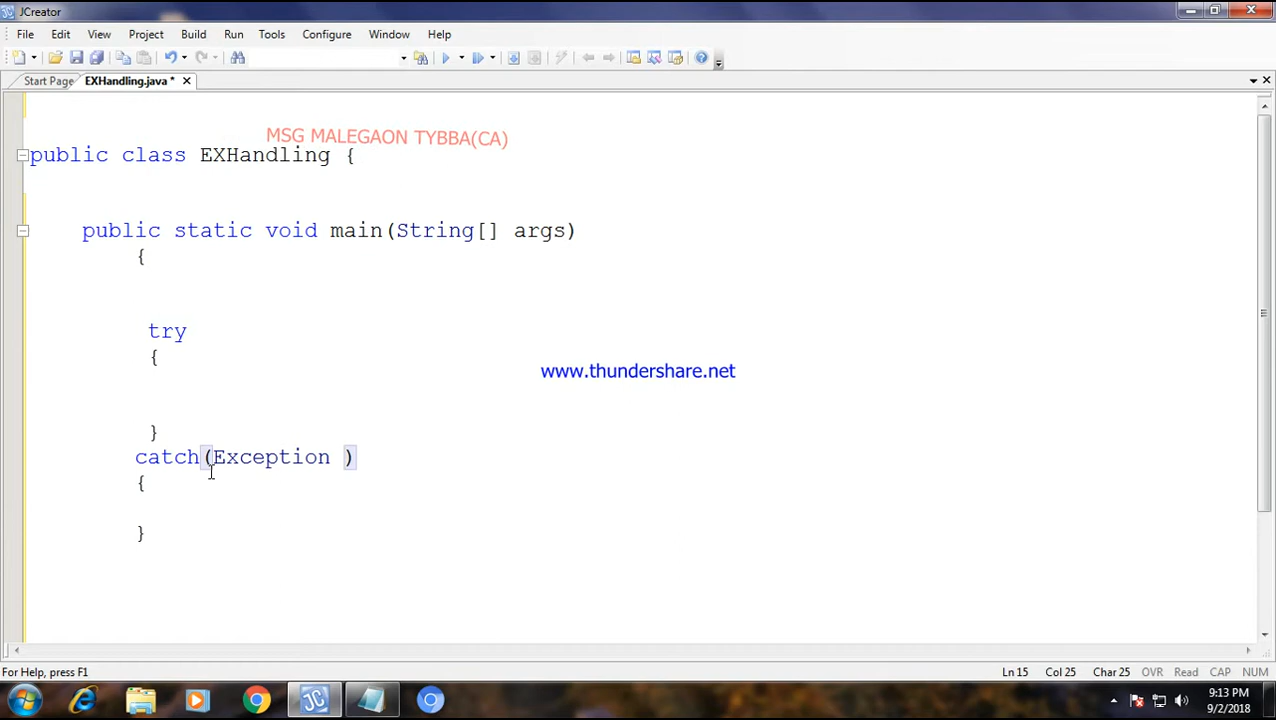 JCreator
File Edit View Project Build Run Tools Configure Window Help
Start Page EXHandling.java *
MSG MALEGAON TYBBA(CA)
public class EXHandling {
public static void main(String[] args)
{
try
{
www.thundershare.net
}
catch(Exception )
{
}
For Help, press F1 Ln 15 Col 25 Char 25 OVR Read CAP NUM
JC 9:13 PM
9/2/2018